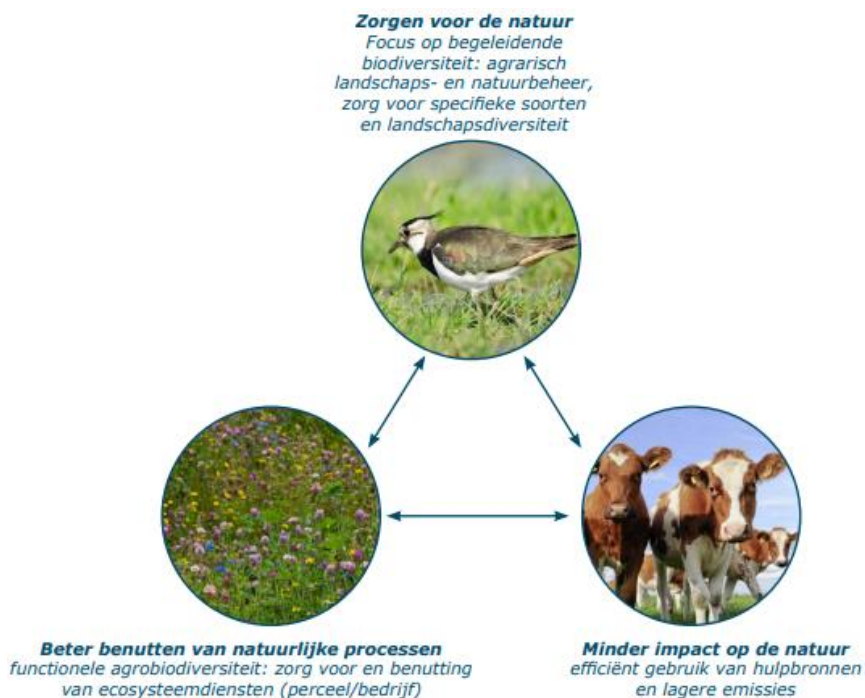 Zorgen voor de natuur
Focus op begeleidende
biodiversiteit: agrarisch
landschaps- en natuurbeheer,
zorg voor specifieke soorten
en landschapsdiversiteit
Beter benutten van natuurlijke processen
functionele agrobiodiversiteit: zorg voor en benutting
van ecosysteemdiensten (perceel/bedrijf)
Minder impact op de natuur
efficiënt gebruik van hulpbronnen
en lagere emissies